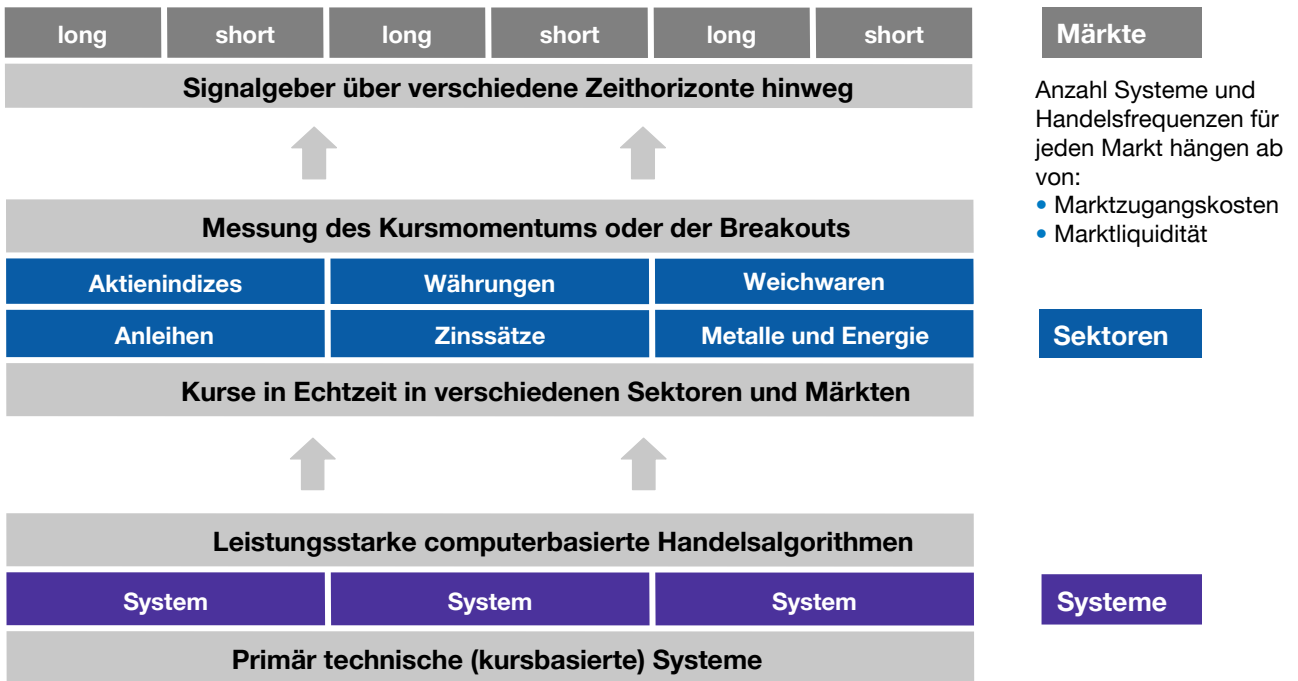 long short long short long short
Signalgeber über verschiedene Zeithorizonte hinweg
Messung des Kursmomentums oder der Breakouts
Aktienindizes Währungen Weichwaren
Anleihen Zinssätze Metalle und Energie
Kurse in Echtzeit in verschiedenen Sektoren und Märkten
Leistungsstarke computerbasierte Handelsalgorithmen
System System System
Primär technische (kursbasierte) Systeme
Märkte
Anzahl Systeme und
Handelsfrequenzen für
jeden Markt hängen ab
von:
• Marktzugangskosten
• Marktliquidität
Sektoren
Systeme